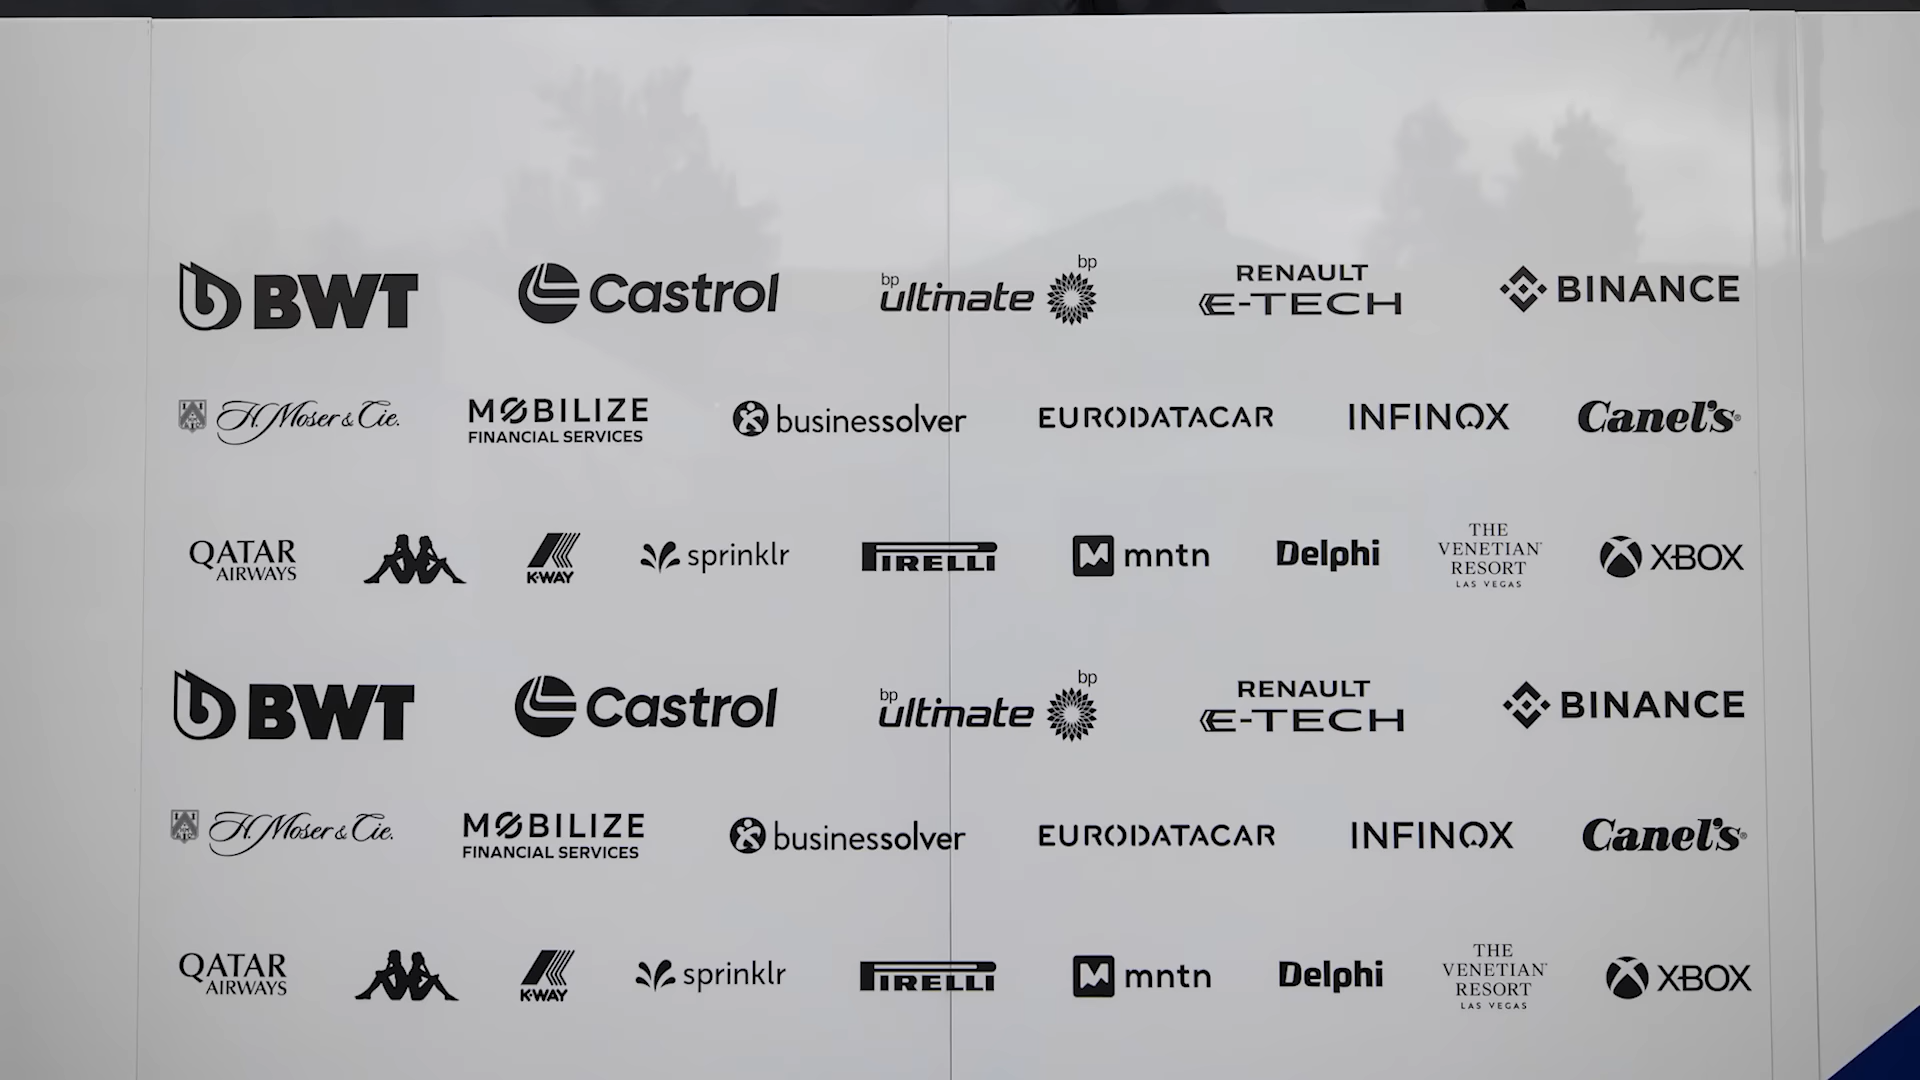 BWT Castrol bp ultimate bp RENAULT E-TECH BINANCE
H. Moser & Cie. MOBILIZE FINANCIAL SERVICES businessolver EURODATACAR INFINOX Canel's®
QATAR AIRWAYS K-WAY sprinklr PIRELLI mntn Delphi THE VENETIAN RESORT LAS VEGAS XBOX
BWT Castrol bp ultimate bp RENAULT E-TECH BINANCE
H. Moser & Cie. MOBILIZE FINANCIAL SERVICES businessolver EURODATACAR INFINOX Canel's®
QATAR AIRWAYS K-WAY sprinklr PIRELLI mntn Delphi THE VENETIAN RESORT LAS VEGAS XBOX